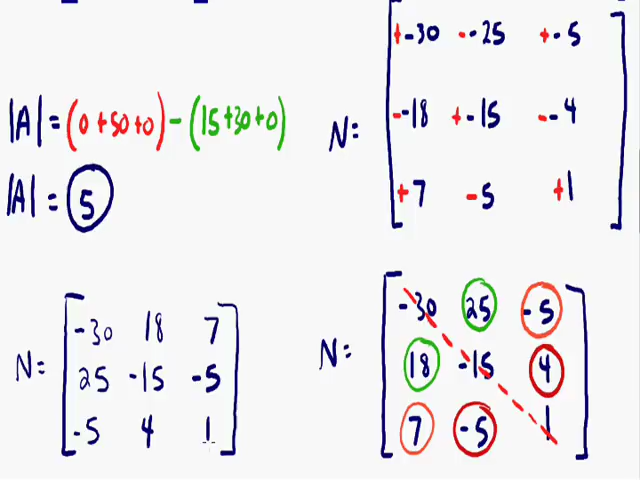 |A| = (0+50+0) - (15+30+0)
|A| = 5
N = [ +-30 --25 +-5
--18 +-15 --4
+7 -5 +1 ]
N = [ -30 18 7
25 -15 -5
-5 4 1 ]
N = [ -30 25 -5
18 -15 4
7 -5 1 ]